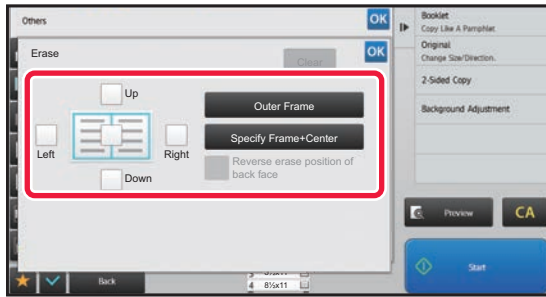 Others
OK
Erase
Clear
OK
Up
Left
Right
Down
Outer Frame
Specify Frame+Center
Reverse erase position of
back face
Back
4 8½x11
Booklet
Copy Like A Pamphlet.
Original
Change Size/Direction.
2-Sided Copy
Background Adjustment
Preview
CA
Start